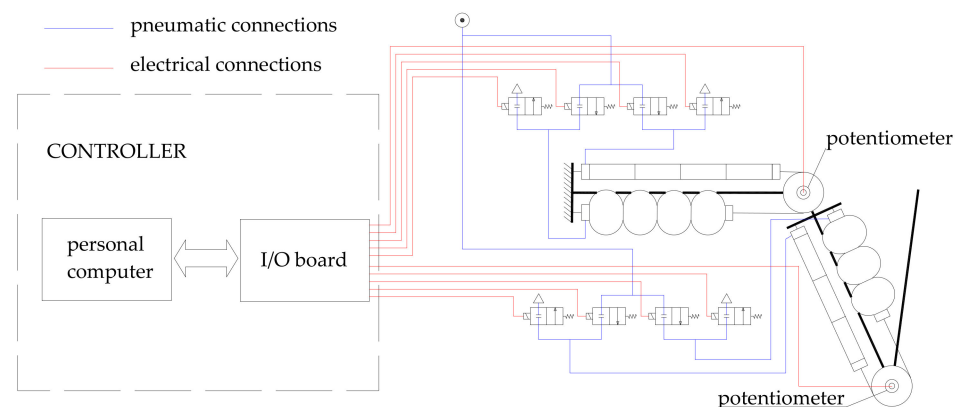 pneumatic connections
electrical connections
CONTROLLER
potentiometer
personal
computer
I/O board
potentiometer